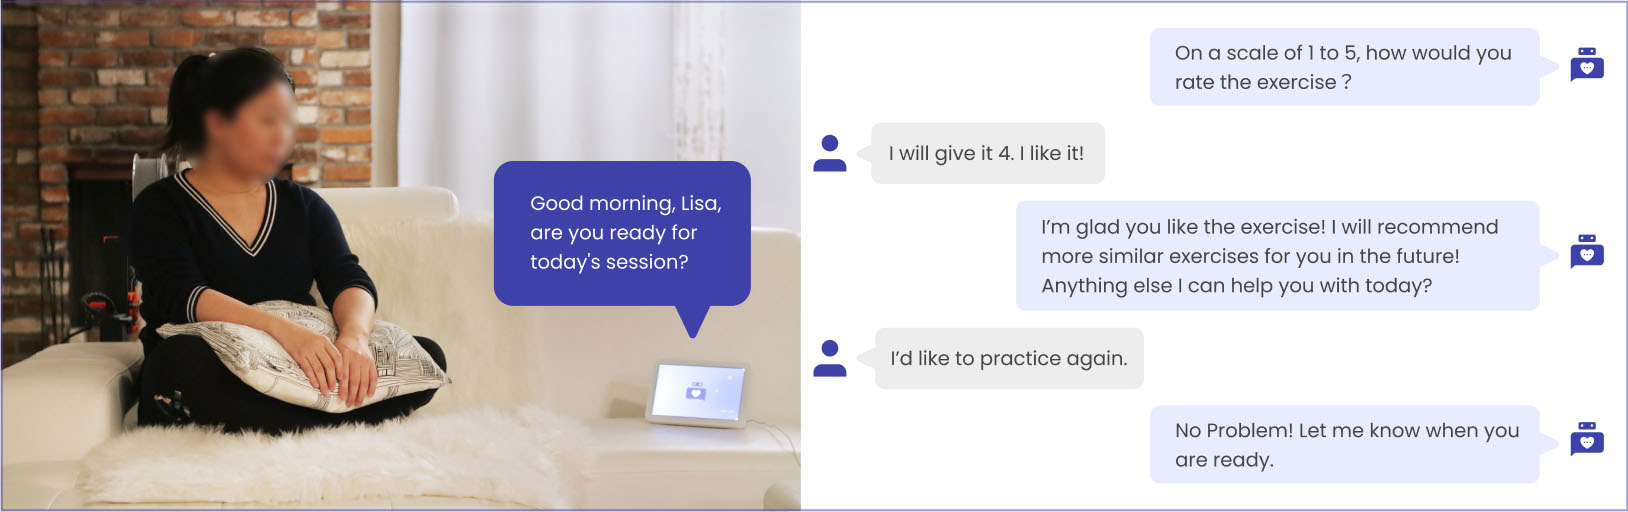 Good morning, Lisa,
are you ready for
today's session?
On a scale of 1 to 5, how would you
rate the exercise ?
I will give it 4. I like it!
I’m glad you like the exercise! I will recommend
more similar exercises for you in the future!
Anything else I can help you with today?
I’d like to practice again.
No Problem! Let me know when you
are ready.